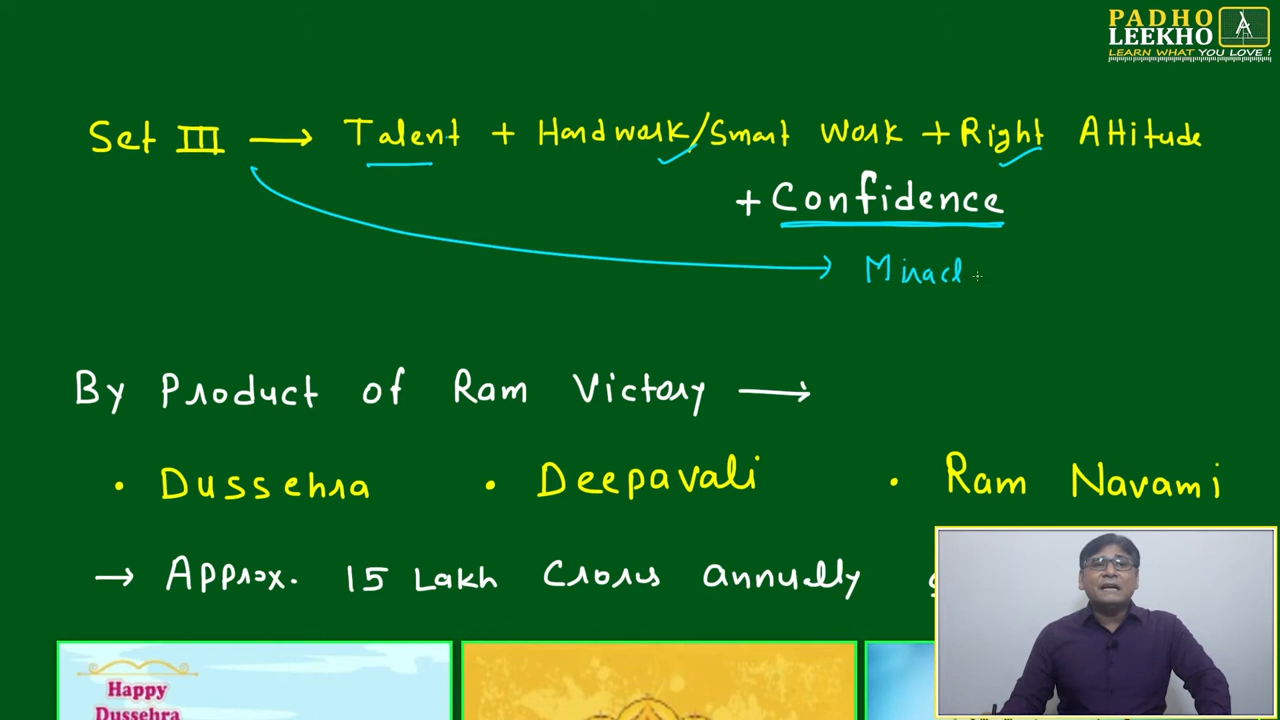 PADHO
LEEKHO
LEARN WHAT YOU LOVE !
Set III → Talent + Hardwork/Smart Work + Right Attitude
+ Confidence
Miracl
By Product of Ram Victory →
• Dussehra • Deepavali • Ram Navami
→ Approx. 15 Lakh Crores annually
Happy
Dussehra